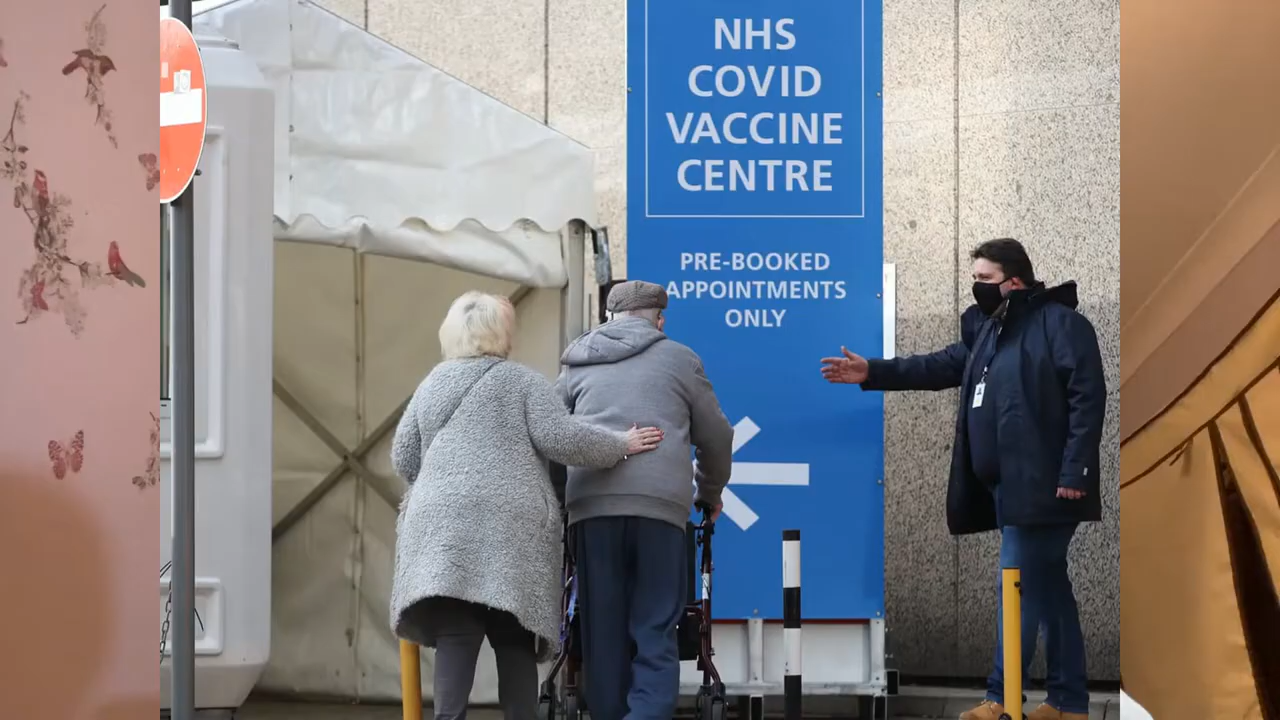 NHS
COVID
VACCINE
CENTRE
PRE-BOOKED
APPOINTMENTS
ONLY